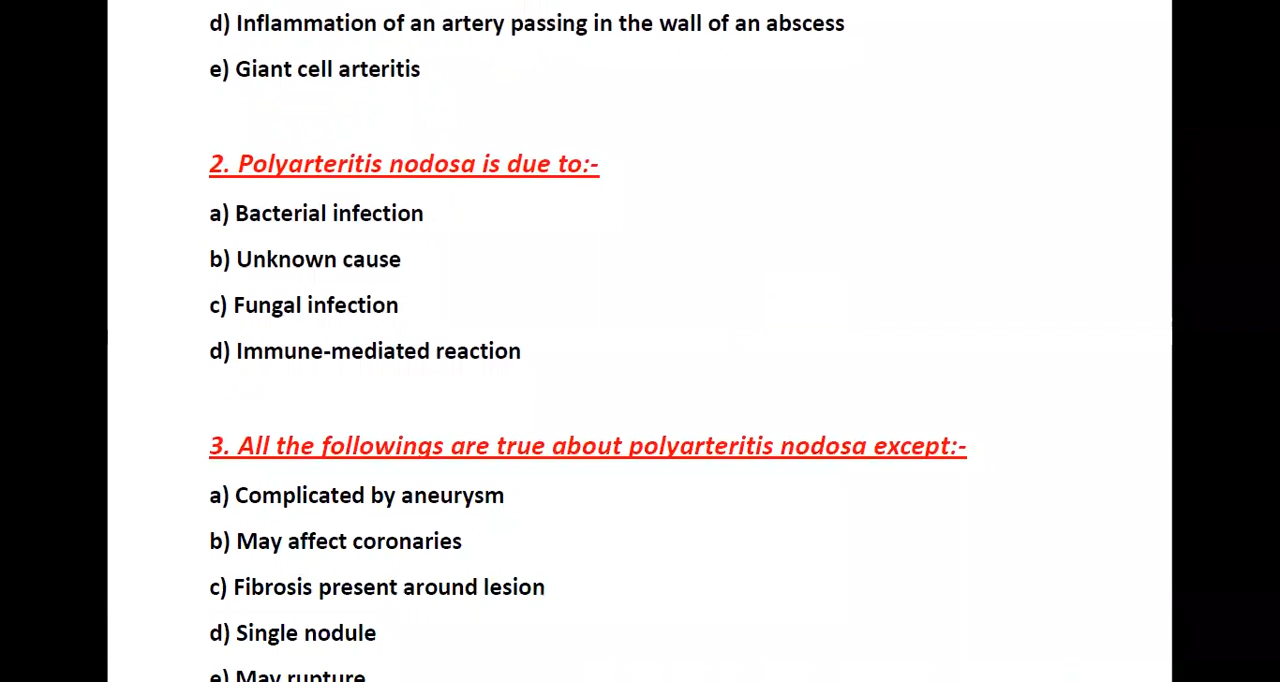 d) Inflammation of an artery passing in the wall of an abscess
e) Giant cell arteritis
2. Polyarteritis nodosa is due to:-
a) Bacterial infection
b) Unknown cause
c) Fungal infection
d) Immune-mediated reaction
3. All the followings are true about polyarteritis nodosa except:-
a) Complicated by aneurysm
b) May affect coronaries
c) Fibrosis present around lesion
d) Single nodule
e) May rupture